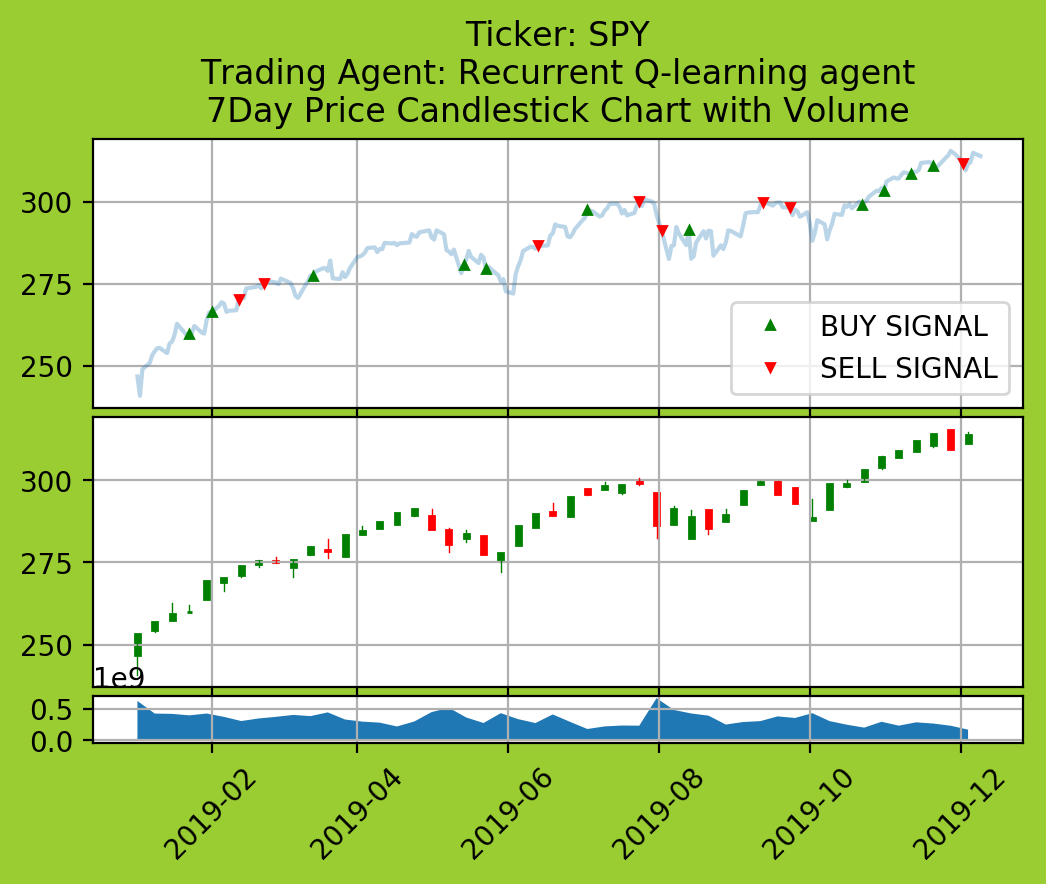 Ticker: SPY
Trading Agent: Recurrent Q-learning agent
7Day Price Candlestick Chart with Volume
300
275
250
BUY SIGNAL
SELL SIGNAL
300
275
250
1e9
0.5
0.0
2019-02
2019-04
2019-06
2019-08
2019-10
2019-12